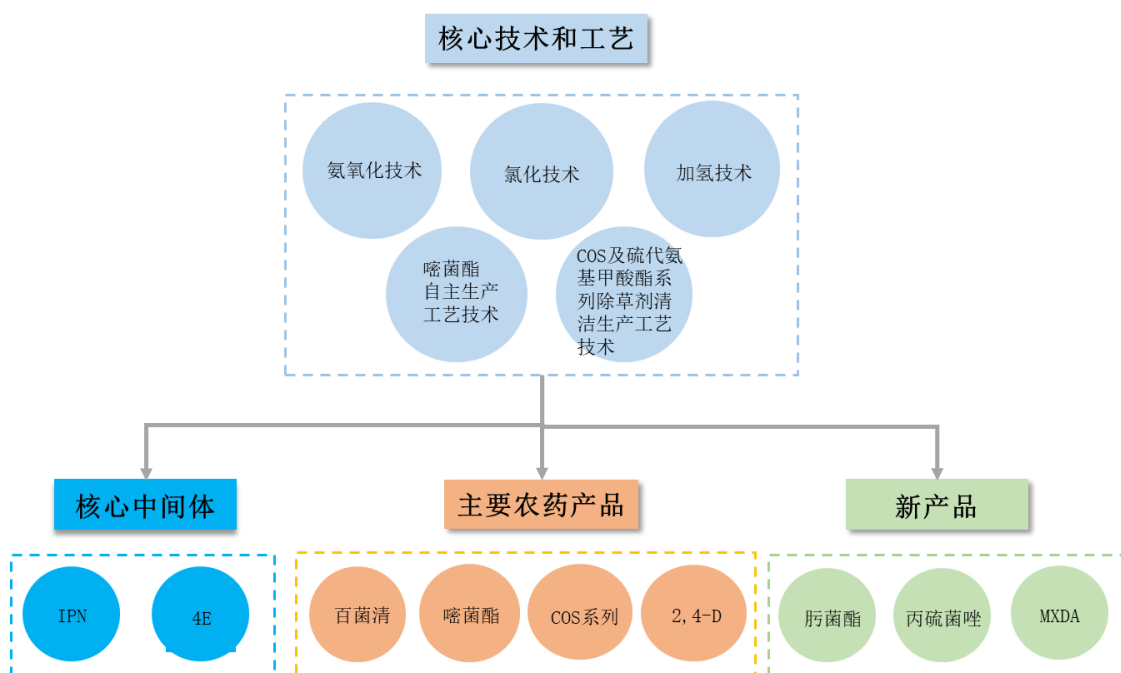 核心技术和工艺
氨氧化技术
氯化技术
加氢技术
嘧菌酯
自主生产
工艺技术
COS及硫代氨
基甲酸酯系
列除草剂清
洁生产工艺
技术
核心中间体
主要农药产品
新产品
IPN
4E
百菌清
嘧菌酯
COS系列
2,4-D
肟菌酯
丙硫菌唑
MXDA